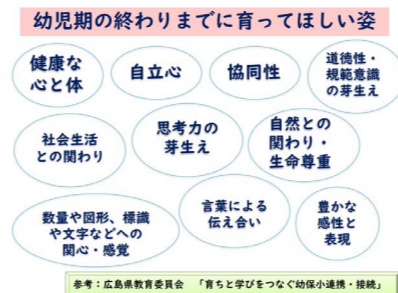 幼児期の終わりまでに育ってほしい姿
健康な
心と体
自立心
協同性
道徳性・
規範意識
の芽生え
社会生活
との関わり
思考力の
芽生え
自然との
関わり・
生命尊重
数量や図形、標識
や文字などへの
関心・感覚
言葉による
伝え合い
豊かな
感性と
表現
参考：広島県教育委員会 「育ちと学びをつなぐ幼保小連携・接続」